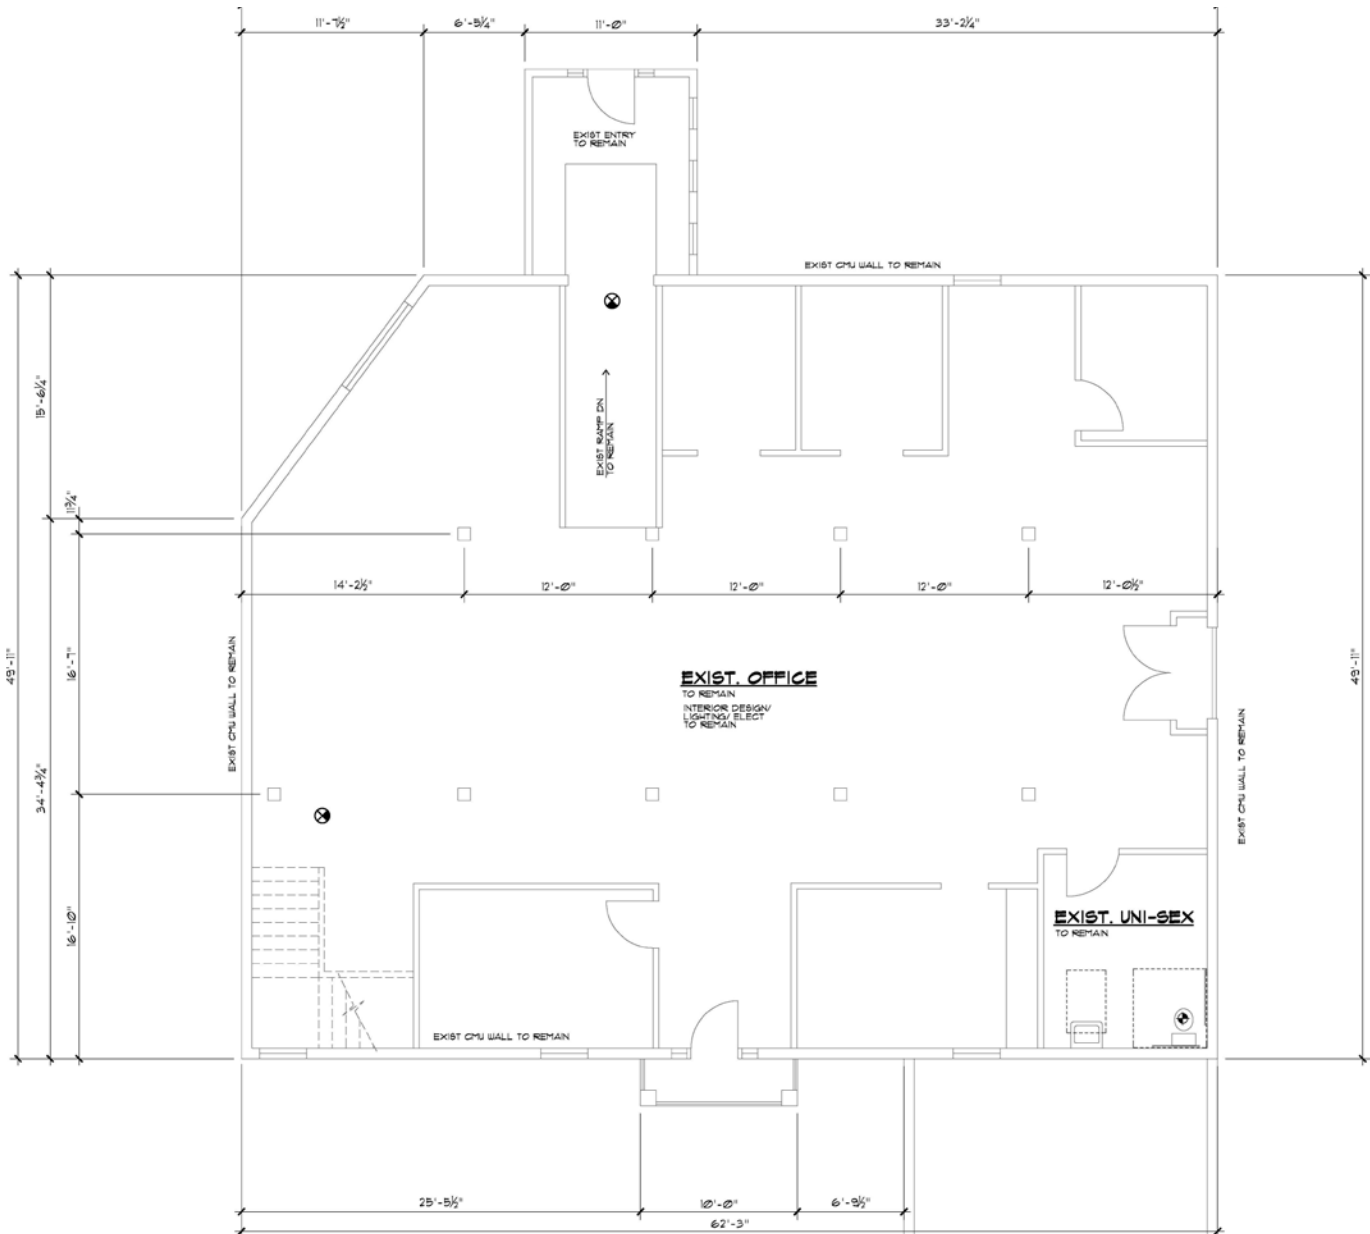 11'-7½"
6'-5¼"
11'-0"
33'-2¼"
EXIST ENTRY
TO REMAIN
EXIST CMU WALL TO REMAIN
15'-6¼"
EXIST RAMP DN
TO REMAIN
11¾"
14'-2½"
12'-0"
12'-0"
12'-0"
12'-0½"
49'-11"
16'-7"
EXIST CMU WALL TO REMAIN
EXIST. OFFICE
TO REMAIN
INTERIOR DESIGN/
LIGHTING/ ELECT
TO REMAIN
49'-11"
EXIST CMU WALL TO REMAIN
34'-4¾"
16'-10"
EXIST. UNI-SEX
TO REMAIN
EXIST CMU WALL TO REMAIN
25'-5½"
10'-0"
6'-9½"
62'-3"